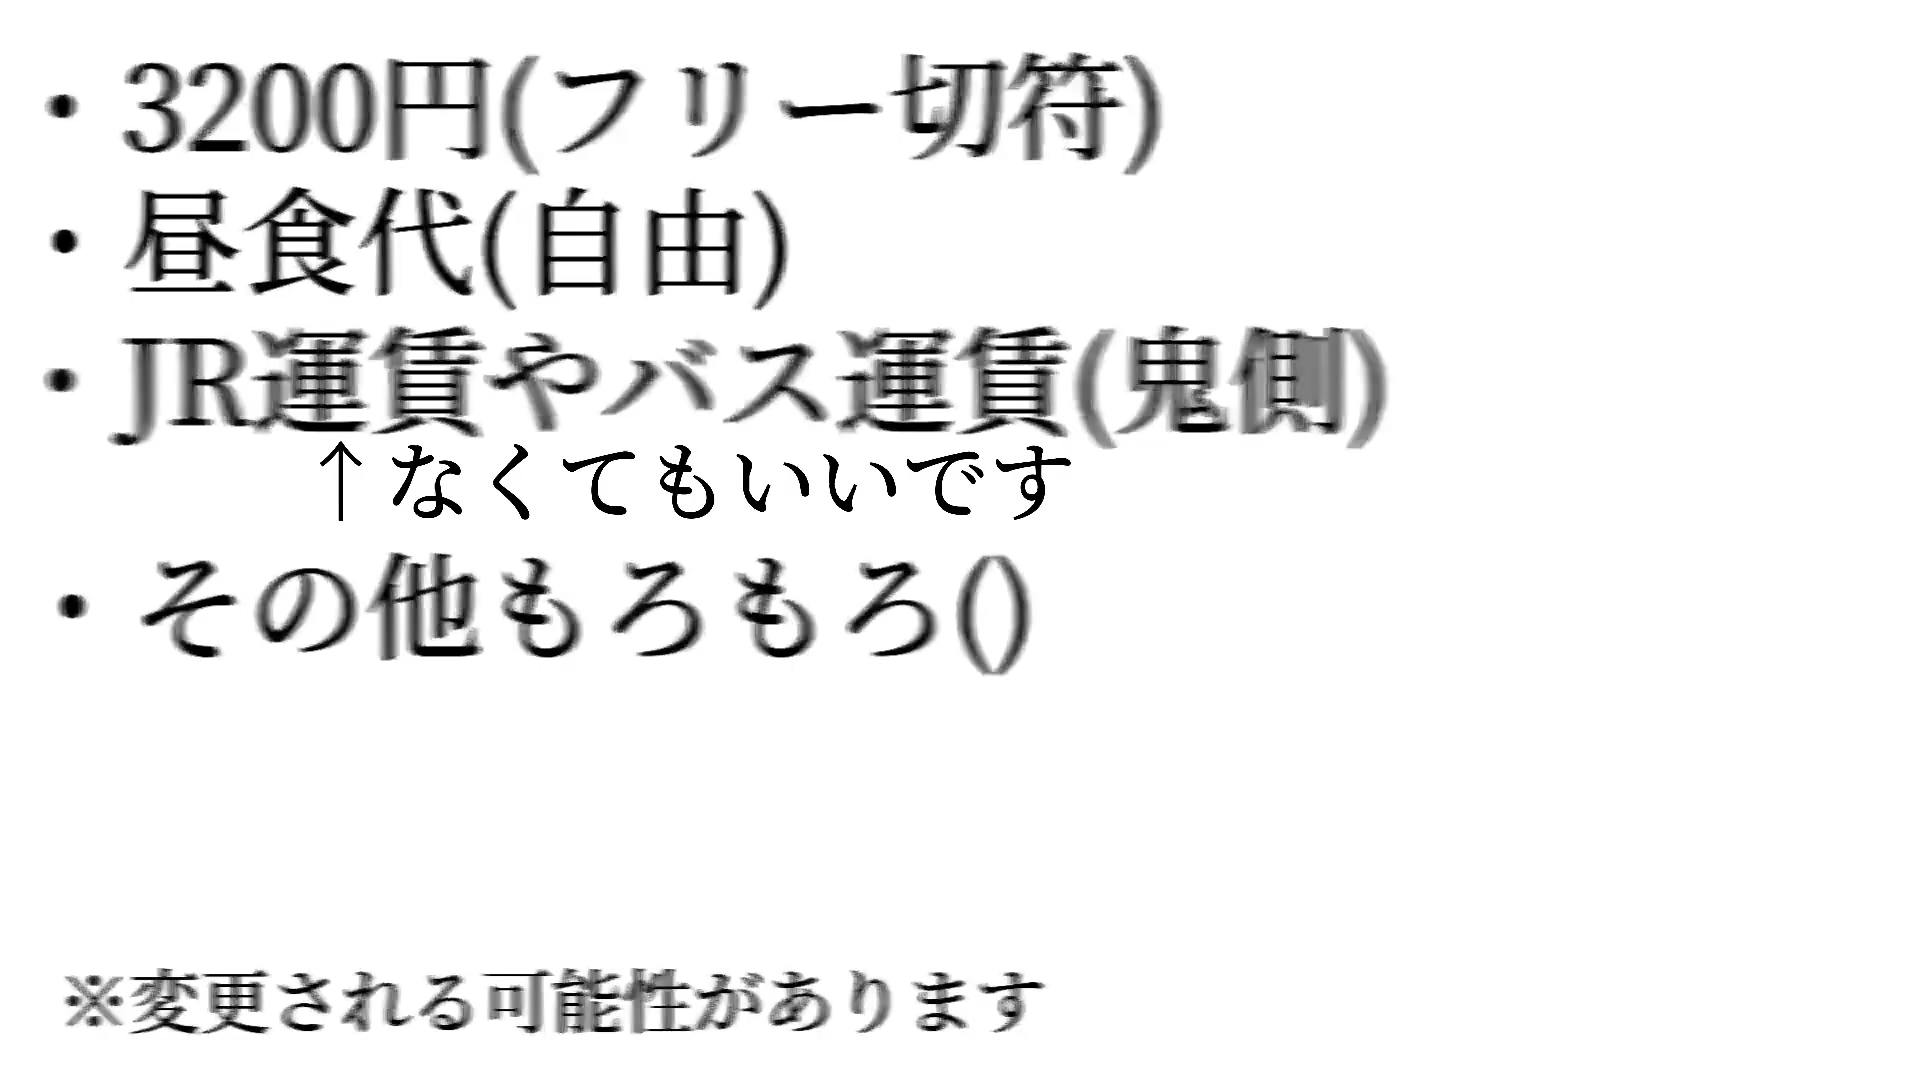 ・3200円(フリー切符)
・昼食代(自由)
・JR運賃やバス運賃(鬼側)
↑なくてもいいです
・その他もろもろ()
※変更される可能性があります